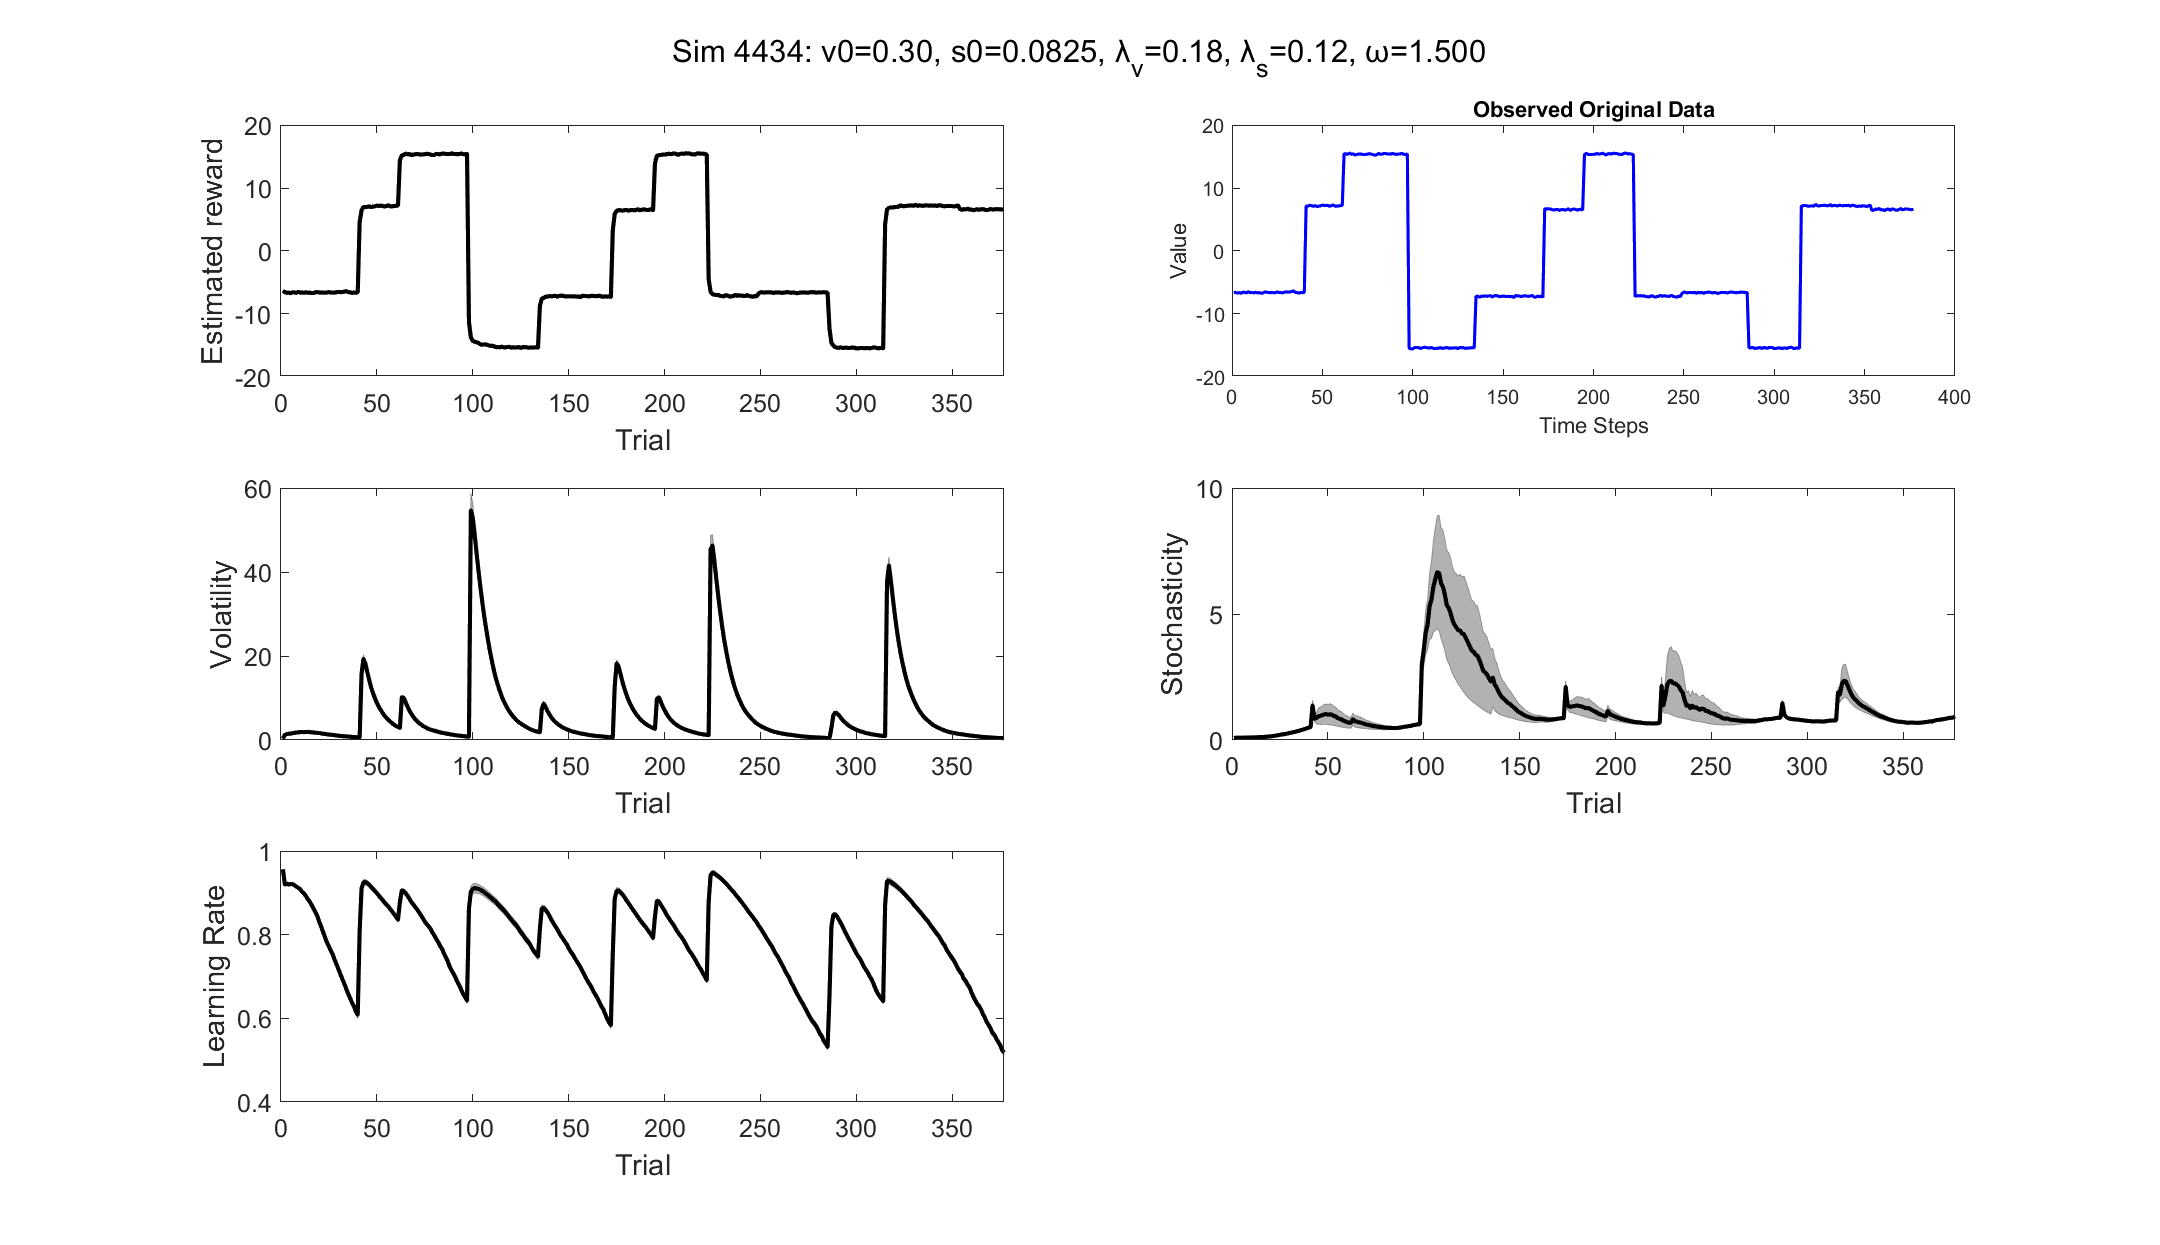 Sim 4434: v0=0.30, s0=0.0825, λ_v=0.18, λ_s=0.12, ω=1.500
20
10
0
-10
-20
Estimated reward
0 50 100 150 200 250 300 350
Trial
Observed Original Data
20
10
0
-10
-20
Value
0 50 100 150 200 250 300 350 400
Time Steps
60
40
20
0
Volatility
0 50 100 150 200 250 300 350
Trial
10
5
0
Stochasticity
0 50 100 150 200 250 300 350
Trial
1
0.8
0.6
0.4
Learning Rate
0 50 100 150 200 250 300 350
Trial